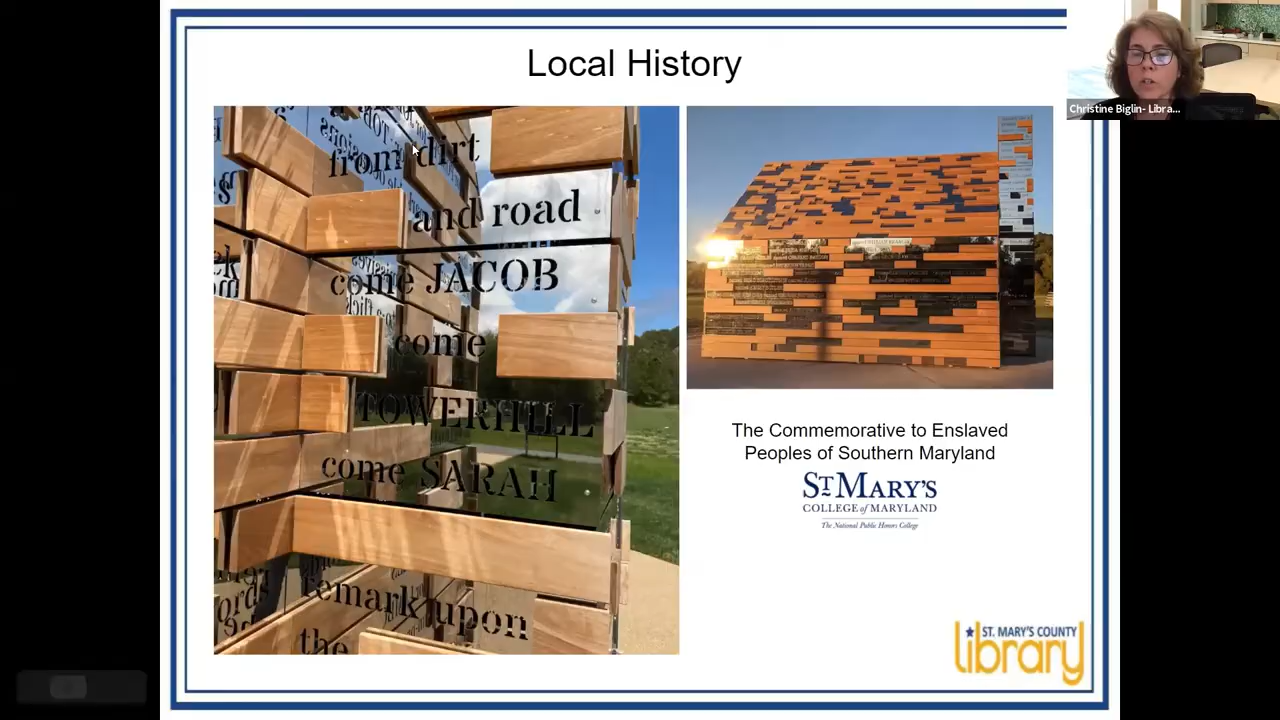 Local History
from dirt
and road
come JACOB
come
TOWERHILL
come SARAH
remark upon
the
The Commemorative to Enslaved
Peoples of Southern Maryland
ST MARY'S
COLLEGE of MARYLAND
The National Public Honors College
ST. MARY'S COUNTY
library
Christine Biglin- Libra...